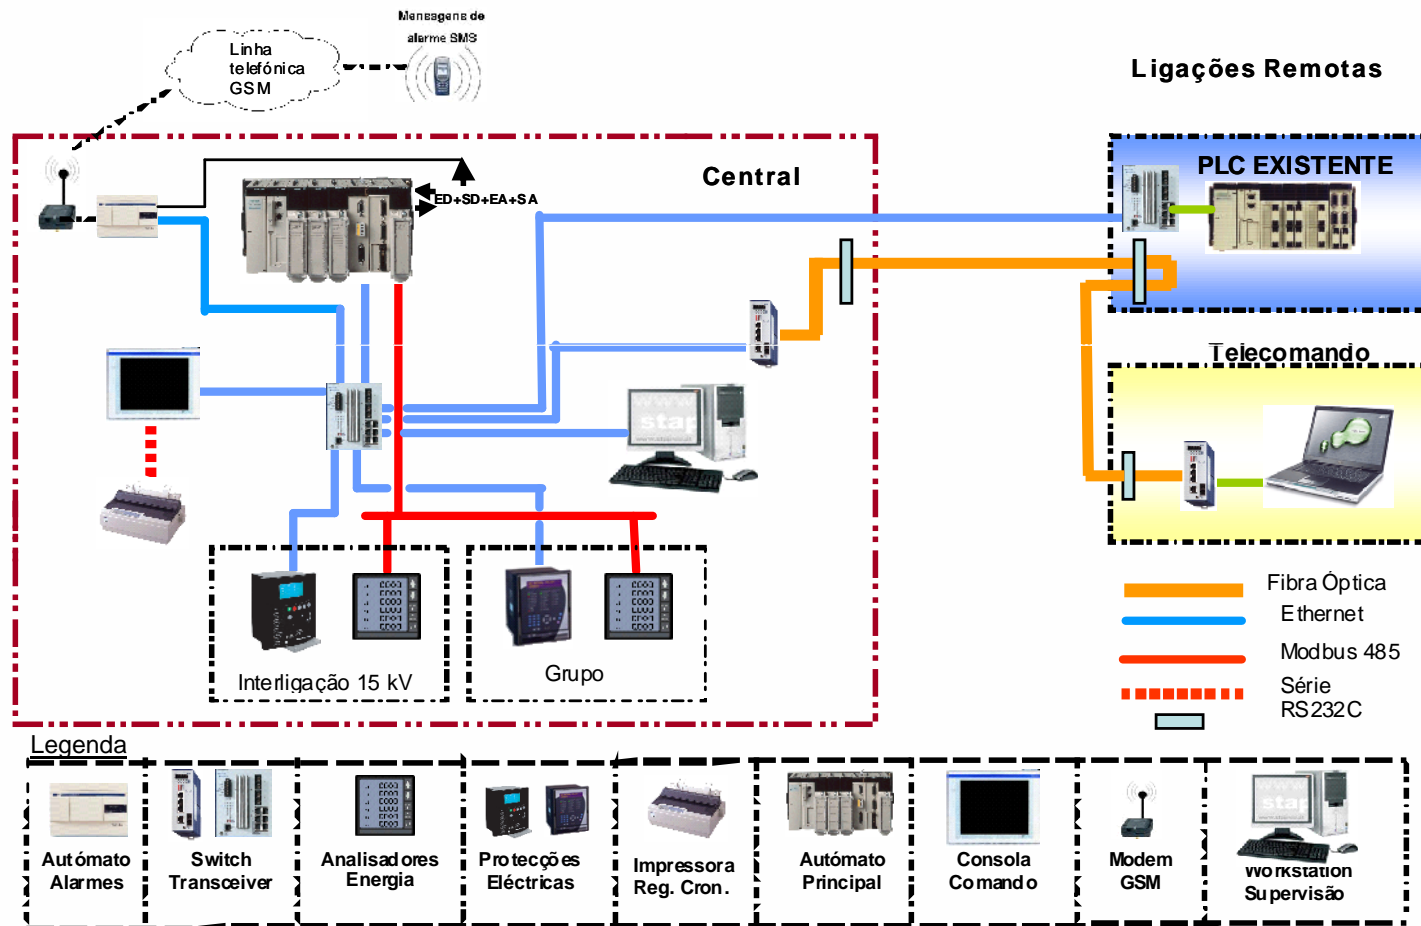 Mensagens de
alarme SMS
Linha
telefónica
GSM
Ligações Remotas
Central
PLC EXISTENTE
ED+SD+EA+SA
Telecomando
Interligação 15 kV
Grupo
Fibra Óptica
Ethernet
Modbus 485
Série
RS232C
Legenda
Autómato
Alarmes
Switch
Transceiver
Analisadores
Energia
Protecções
Eléctricas
Impressora
Reg. Cron.
Autómato
Principal
Consola
Comando
Modem
GSM
Workstation
Supervisão